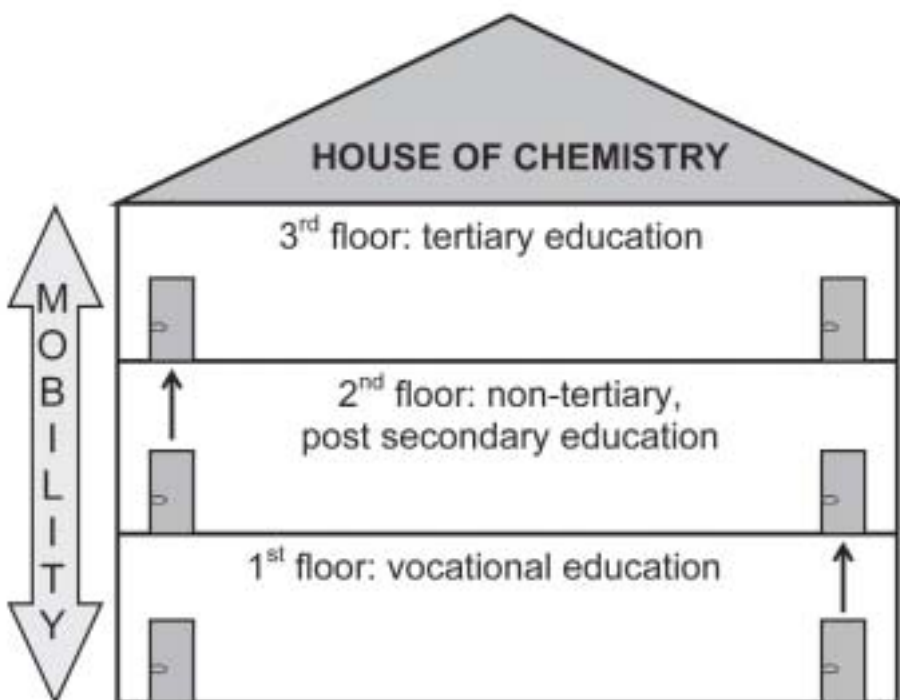 HOUSE OF CHEMISTRY
3rd floor: tertiary education
2nd floor: non-tertiary,
post secondary education
1st floor: vocational education
MOBILITY